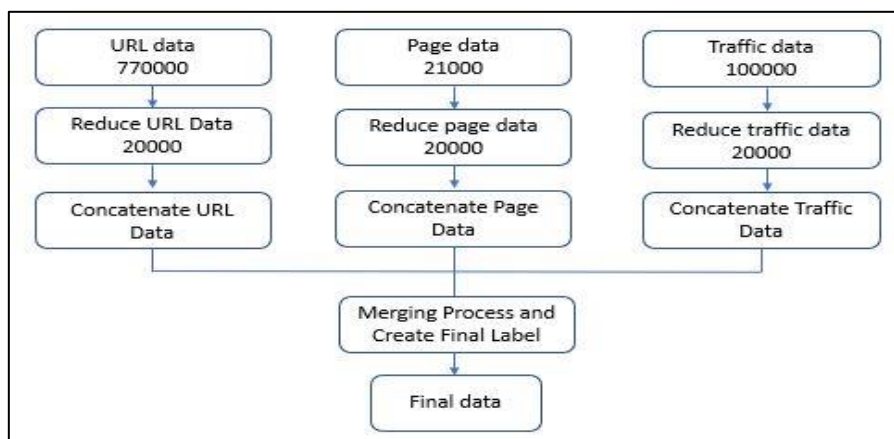 URL data
770000
Page data
21000
Traffic data
100000
Reduce URL Data
20000
Reduce page data
20000
Reduce traffic data
20000
Concatenate URL
Data
Concatenate Page
Data
Concatenate Traffic
Data
Merging Process and
Create Final Label
Final data